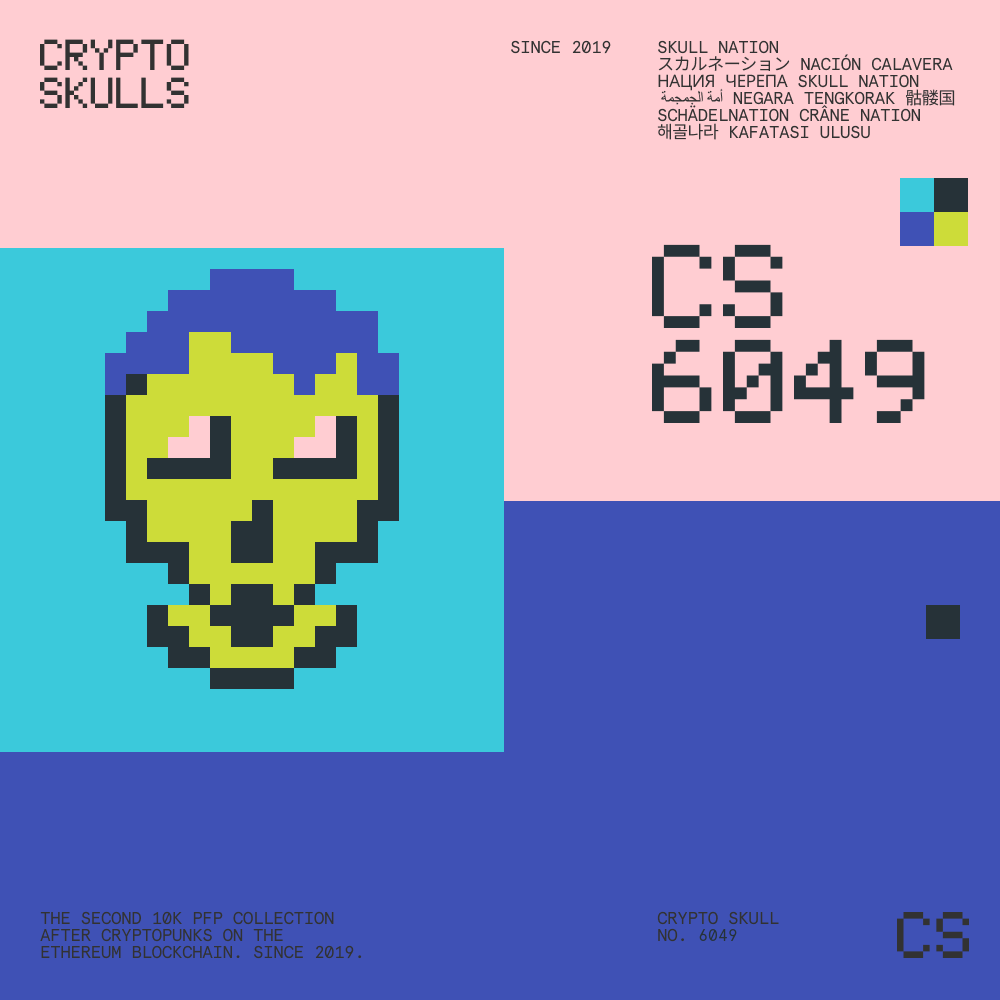 CRYPTO
SKULLS
SINCE 2019
SKULL NATION
スカルネーション NACIÓN CALAVERA
НАЦИЯ ЧЕРЕПА SKULL NATION
أمة الجمجمة NEGARA TENGKORAK 骷髅国
SCHÄDELNATION CRÂNE NATION
해골나라 KAFATASI ULUSU
CS
6049
THE SECOND 10K PFP COLLECTION
AFTER CRYPTOPUNKS ON THE
ETHEREUM BLOCKCHAIN. SINCE 2019.
CRYPTO SKULL
NO. 6049
CS